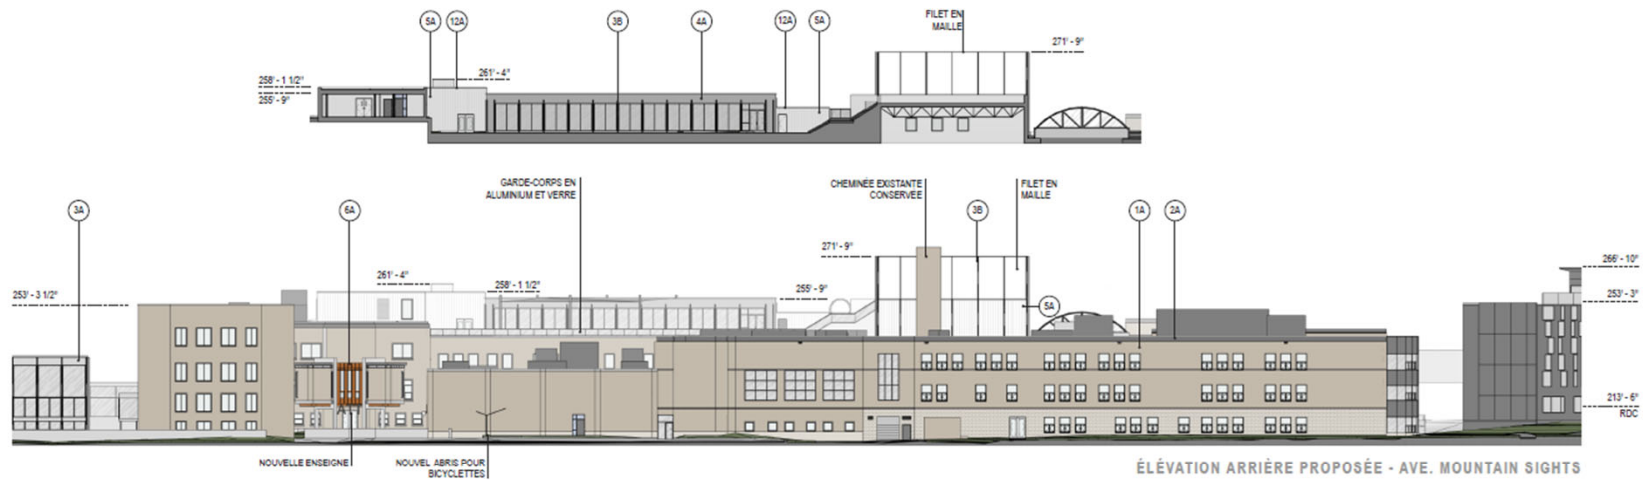 FILET EN
MAILLE
5A
12A
3B
4A
12A
5A
271' - 9"
261' - 4"
258' - 1 1/2"
255' - 9"
GARDE-CORPS EN
ALUMINIUM ET VERRE
CHEMINÉE EXISTANTE
CONSERVÉE
FILET EN
MAILLE
3A
6A
3B
1A
2A
271' - 9"
266' - 10"
261' - 4"
258' - 1 1/2"
253' - 3 1/2"
255' - 9"
253' - 3"
5A
213' - 6"
RDC
NOUVELLE ENSEIGNE
NOUVEL ABRIS POUR
BICYCLETTES
ÉLÉVATION ARRIÈRE PROPOSÉE - AVE. MOUNTAIN SIGHTS